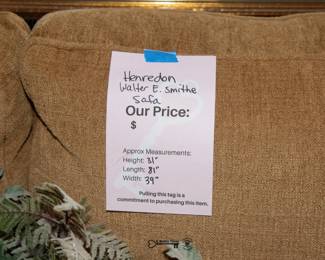 Henredon
Walter E. Smithe
Sofa
Our Price:
$
Approx Measurements:
Height: 31"
Length: 81"
Width: 39"
Pulling this tag is a
commitment to purchasing this item.